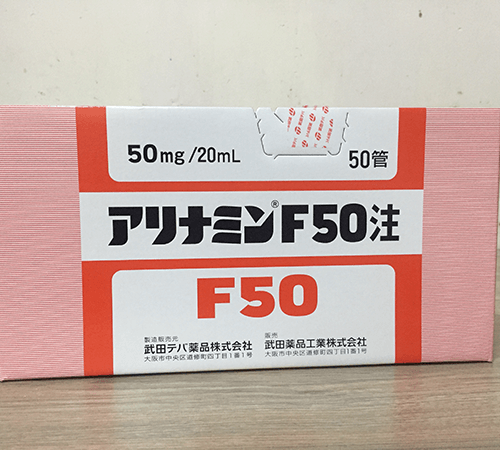 50mg/20mL
50管
アリナミン®F50注
F50
製造販売元
武田テバ薬品株式会社
大阪市中央区道修町四丁目1番1号
販売
武田薬品工業株式会社
大阪市中央区道修町四丁目1番1号